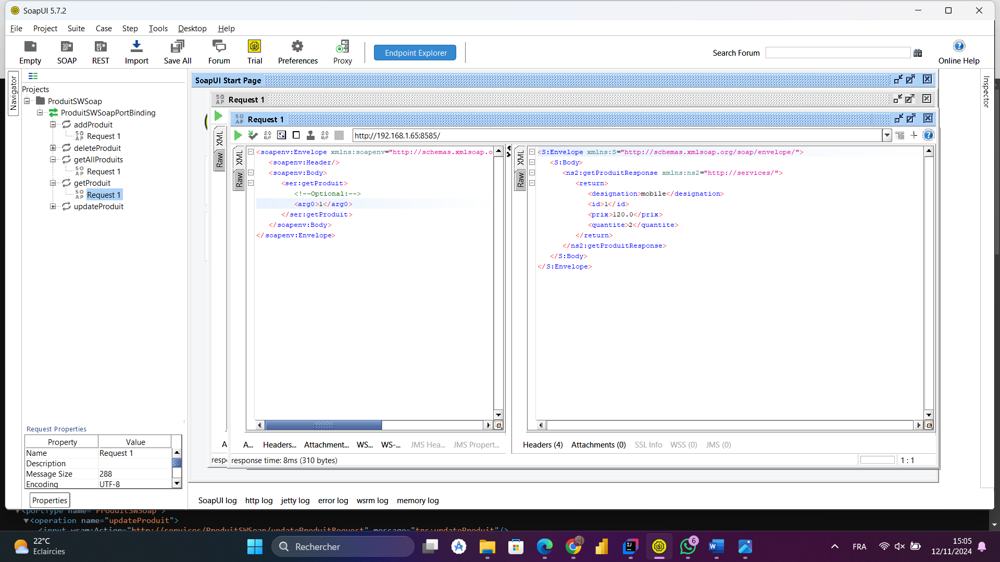 SoapUI 5.7.2
File Project Suite Case Step Tools Desktop Help
Empty SOAP REST Import Save All Forum Trial Preferences Proxy Endpoint Explorer Search Forum Online Help
Navigator
Inspector
Projects
ProduitSWSoap
ProduitSWSoapPortBinding
addProduit
Request 1
deleteProduit
getAllProduits
Request 1
getProduit
Request 1
updateProduit
SoapUI Start Page
Request 1
Request 1
http://192.168.1.65:8585/
XML
Raw
XML
Raw
<soapenv:Envelope xmlns:soapenv="http://schemas.xmlsoap.o
<soapenv:Header/>
<soapenv:Body>
<ser:getProduit>
<!--Optional:-->
<arg0>1</arg0>
</ser:getProduit>
</soapenv:Body>
</soapenv:Envelope>
XML
Raw
<S:Envelope xmlns:S="http://schemas.xmlsoap.org/soap/envelope/">
<S:Body>
<ns2:getProduitResponse xmlns:ns2="http://services/">
<return>
<designation>mobile</designation>
<id>1</id>
<prix>120.0</prix>
<quantite>2</quantite>
</return>
</ns2:getProduitResponse>
</S:Body>
</S:Envelope>
A
A... Headers... Attachment... WS... WS-... JMS Hea... JMS Propert...
Headers (4) Attachments (0) SSL Info WSS (0) JMS (0)
resp
response time: 8ms (310 bytes)
1 : 1
Request Properties
Property Value
Name Request 1
Description
Message Size 288
Encoding UTF-8
Properties
SoapUI log http log jetty log error log wsrm log memory log
<portType name="ProduitSWSoap">
<operation name="updateProduit">
<input wsam:Action="http://services/ProduitSWSoap/updateProduitRequest" message="tns:updateProduit"/>
22°C
Eclaircies
Rechercher
6
FRA
15:05
12/11/2024